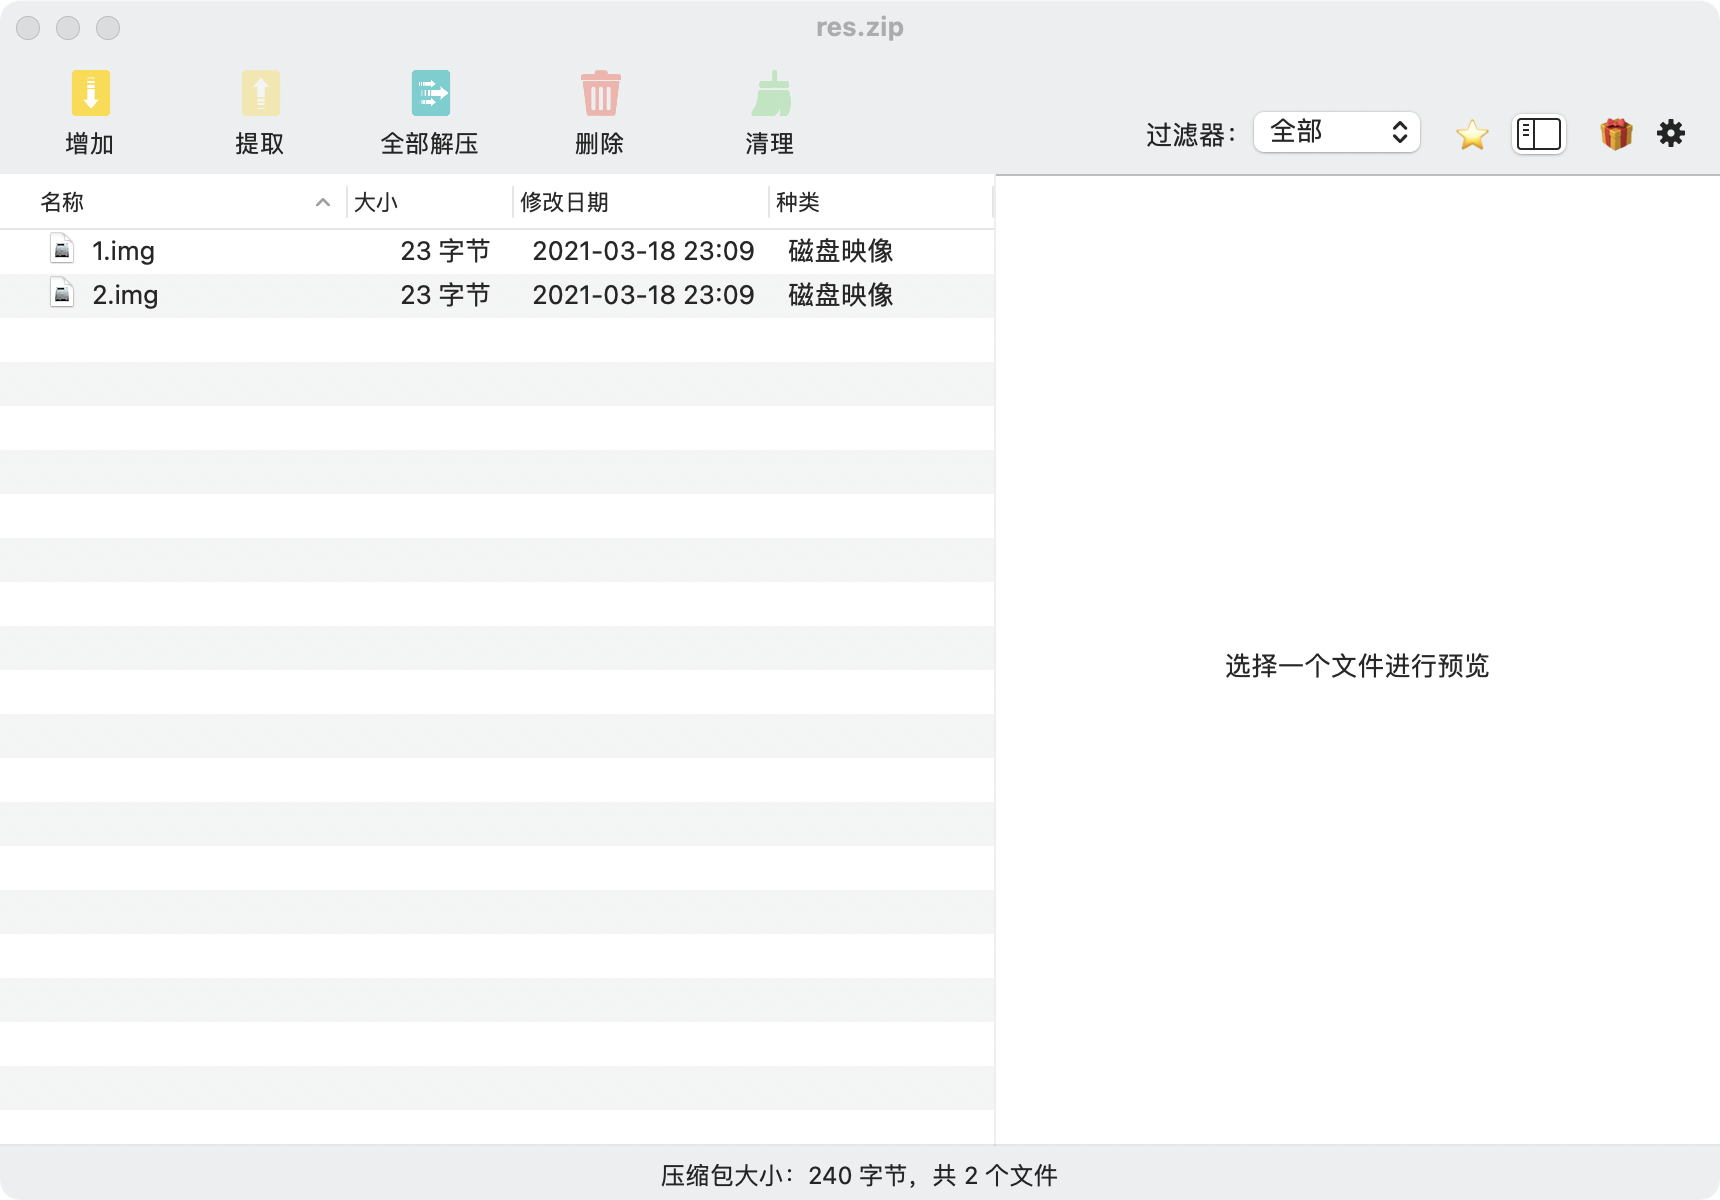 res.zip
增加 提取 全部解压 删除 清理 过滤器： 全部
名称 大小 修改日期 种类
1.img 23 字节 2021-03-18 23:09 磁盘映像
2.img 23 字节 2021-03-18 23:09 磁盘映像
选择一个文件进行预览
压缩包大小：240 字节，共 2 个文件